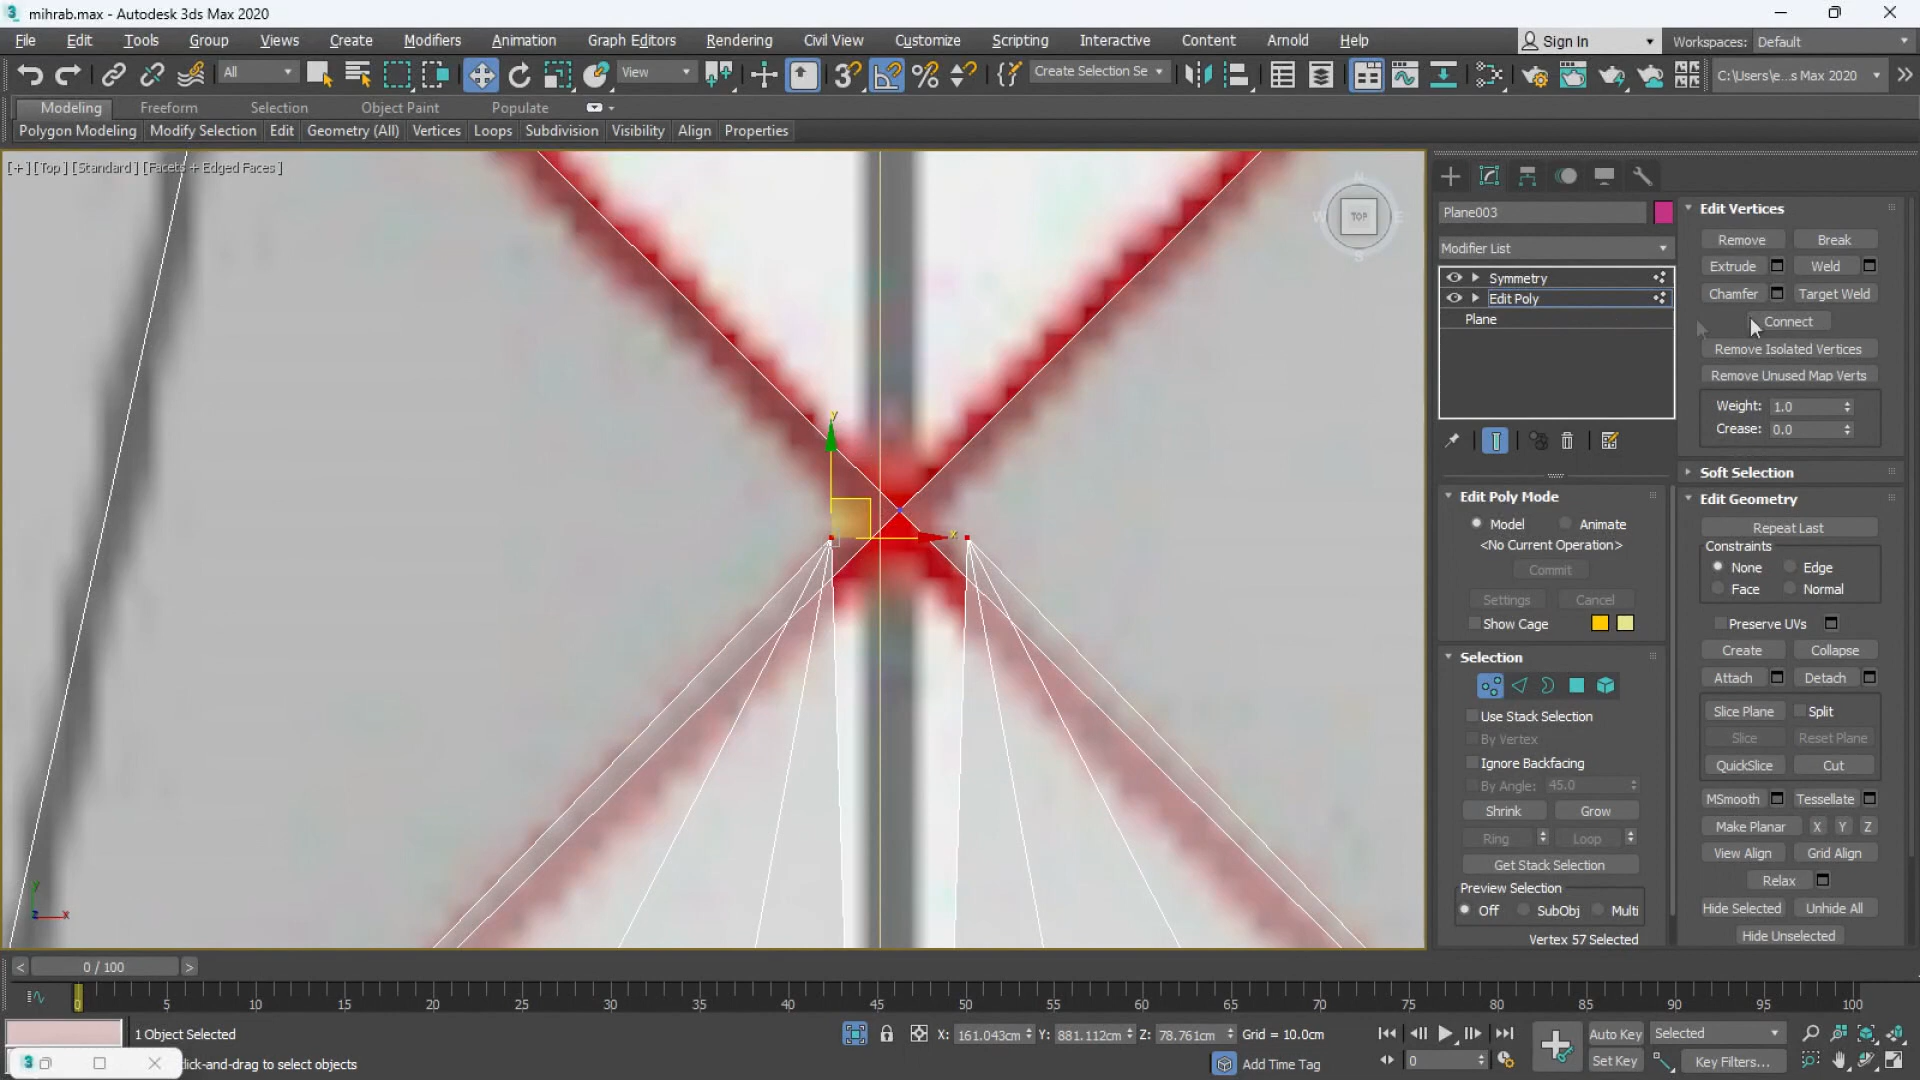 mihrab.max - Autodesk 3ds Max 2020
File Edit Tools Group Views Create Modifiers Animation Graph Editors Rendering Civil View Customize Scripting Interactive Content Arnold Help Sign In Workspaces: Default
All View Create Selection Se C:\Users\e...s Max 2020
Modeling Freeform Selection Object Paint Populate
Polygon Modeling Modify Selection Edit Geometry (All) Vertices Loops Subdivision Visibility Align Properties
[+] [Top] [Standard] [Facets + Edged Faces]
N
W TOP E
S
y
x
y
z x
Plane003
Modifier List
Symmetry
Edit Poly
Plane
Edit Poly Mode
Model Animate
<No Current Operation>
Commit
Settings Cancel
Show Cage
Selection
Use Stack Selection
By Vertex
Ignore Backfacing
By Angle: 45.0
Shrink Grow
Ring Loop
Get Stack Selection
Preview Selection
Off SubObj Multi
Vertex 57 Selected
Edit Vertices
Remove Break
Extrude Weld
Chamfer Target Weld
Connect
Remove Isolated Vertices
Remove Unused Map Verts
Weight: 1.0
Crease: 0.0
Soft Selection
Edit Geometry
Repeat Last
Constraints
None Edge
Face Normal
Preserve UVs
Create Collapse
Attach Detach
Slice Plane Split
Slice Reset Plane
QuickSlice Cut
MSmooth Tessellate
Make Planar X Y Z
View Align Grid Align
Relax
Hide Selected Unhide All
Hide Unselected
< 0 / 100 >
0 5 10 15 20 25 30 35 40 45 50 55 60 65 70 75 80 85 90 95 100
1 Object Selected X: 161.043cm Y: 881.112cm Z: 78.761cm Grid = 10.0cm Auto Key Selected
3 click-and-drag to select objects Add Time Tag 0 Set Key Key Filters...